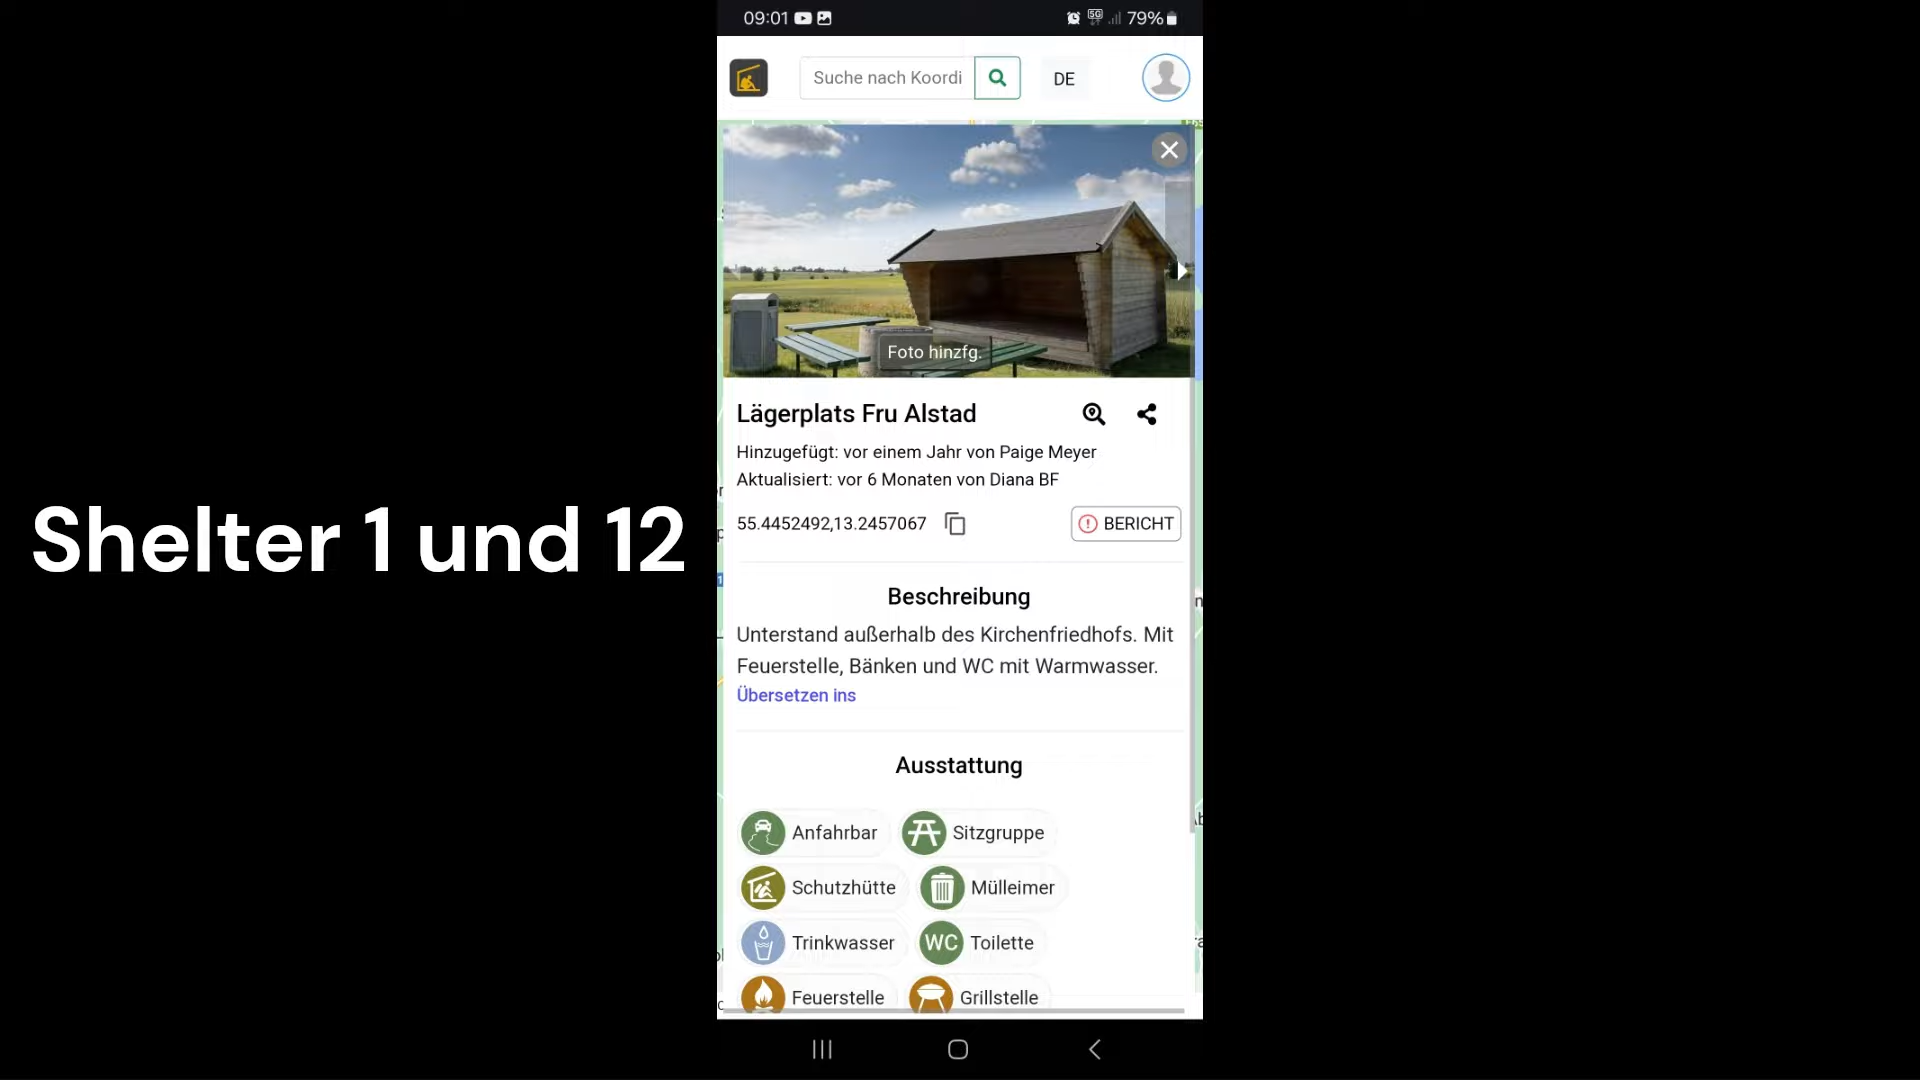 09:01
5G
79%
Suche nach Koordi
DE
Foto hinzfg.
Lägerplats Fru Alstad
Hinzugefügt: vor einem Jahr von Paige Meyer
Aktualisiert: vor 6 Monaten von Diana BF
55.4452492,13.2457067
BERICHT
Shelter 1 und 12
Beschreibung
Unterstand außerhalb des Kirchenfriedhofs. Mit
Feuerstelle, Bänken und WC mit Warmwasser.
Übersetzen ins
Ausstattung
Anfahrbar
Sitzgruppe
Schutzhütte
Mülleimer
Trinkwasser
WC Toilette
Feuerstelle
Grillstelle